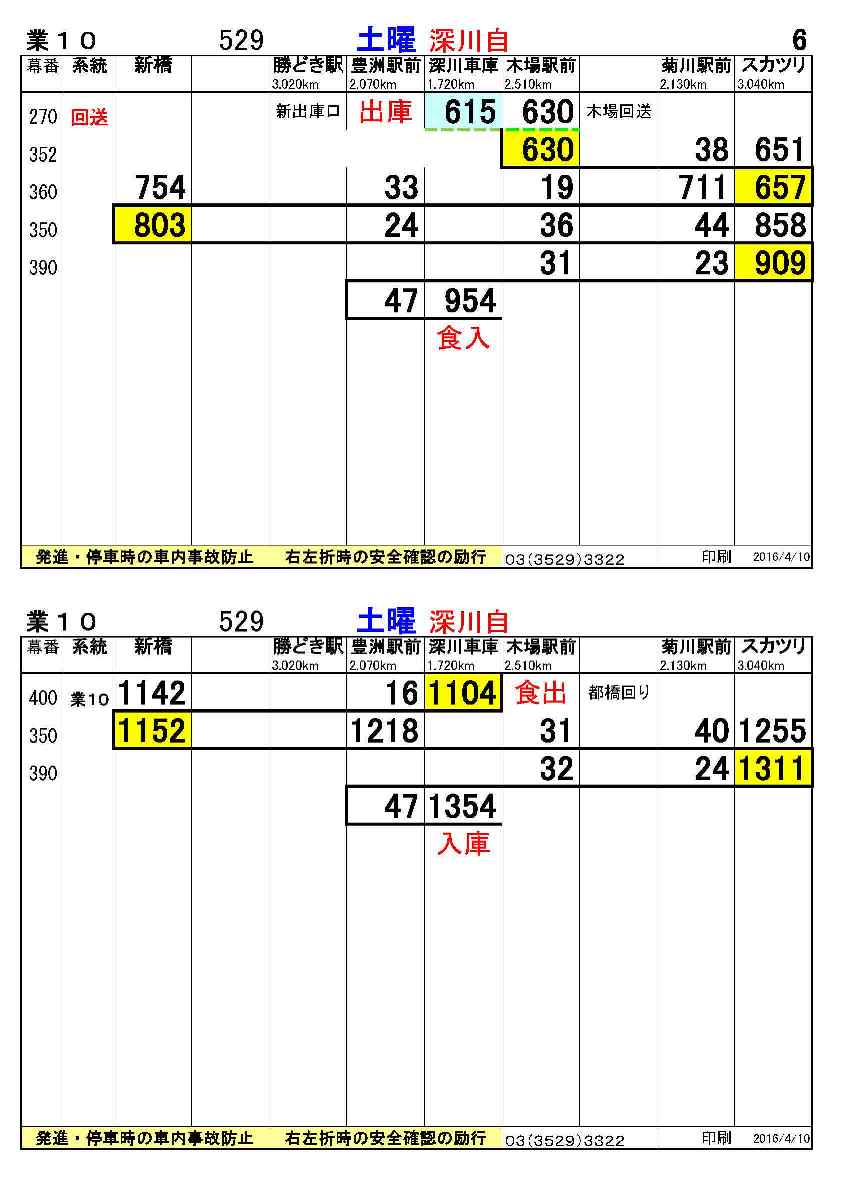 業１０ 529 土曜 深川自 6
幕番 系統 新橋 勝どき駅 豊洲駅前 深川車庫 木場駅前 菊川駅前 スカツリ
3.020km 2.070km 1.720km 2.510km 2.130km 3.040km
270 回送 新出庫口 出庫 615 630 木場回送
352 630 38 651
360 754 33 19 711 657
350 803 24 36 44 858
390 31 23 909
47 954
食入
発進・停車時の車内事故防止 右左折時の安全確認の励行 03(3529)3322 印刷 2016/4/10
業１０ 529 土曜 深川自
幕番 系統 新橋 勝どき駅 豊洲駅前 深川車庫 木場駅前 菊川駅前 スカツリ
3.020km 2.070km 1.720km 2.510km 2.130km 3.040km
400 業10 1142 16 1104 食出 都橋回り
350 1152 1218 31 40 1255
390 32 24 1311
47 1354
入庫
発進・停車時の車内事故防止 右左折時の安全確認の励行 03(3529)3322 印刷 2016/4/10